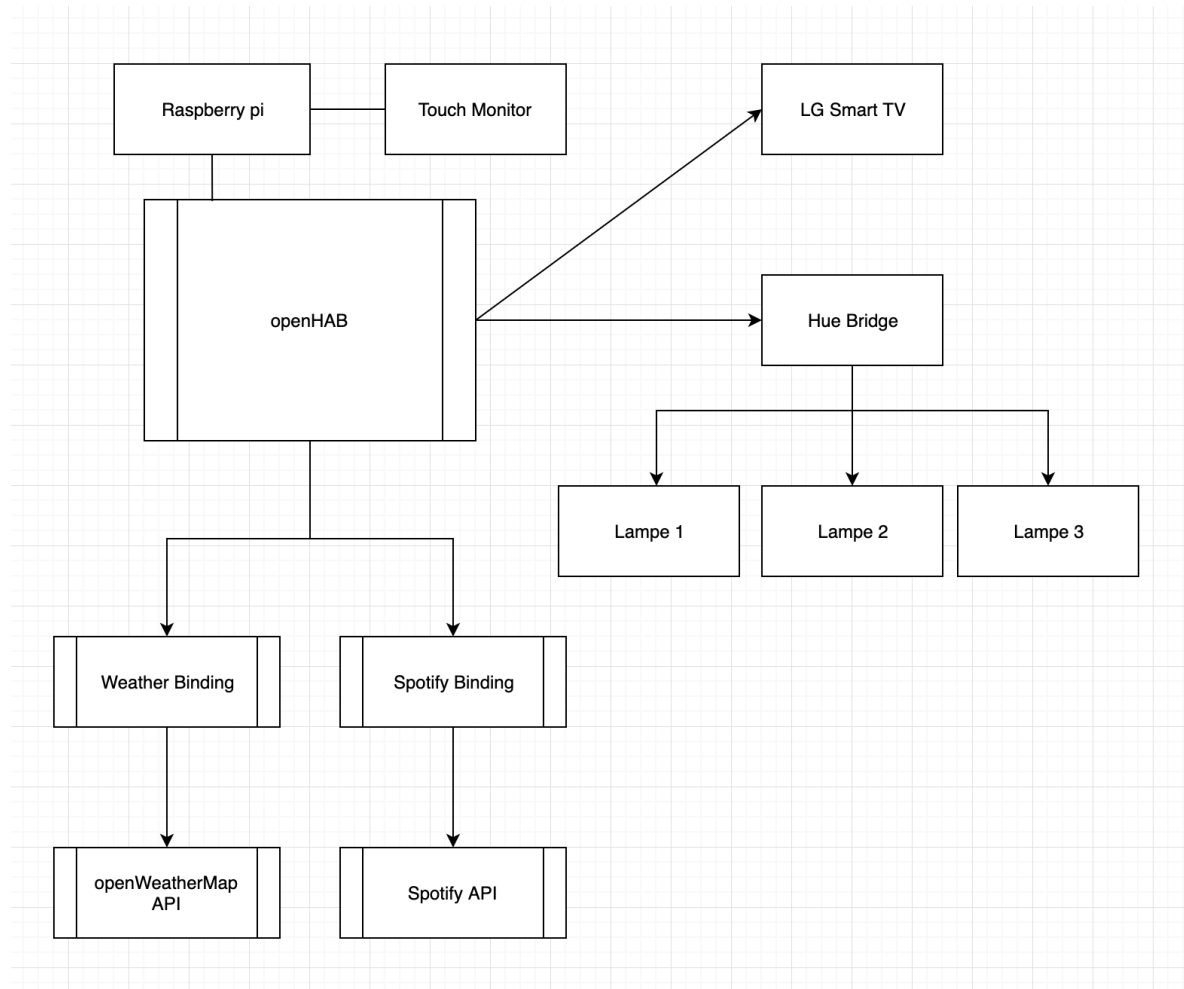 Raspberry pi
Touch Monitor
LG Smart TV
openHAB
Hue Bridge
Lampe 1
Lampe 2
Lampe 3
Weather Binding
Spotify Binding
openWeatherMap
API
Spotify API